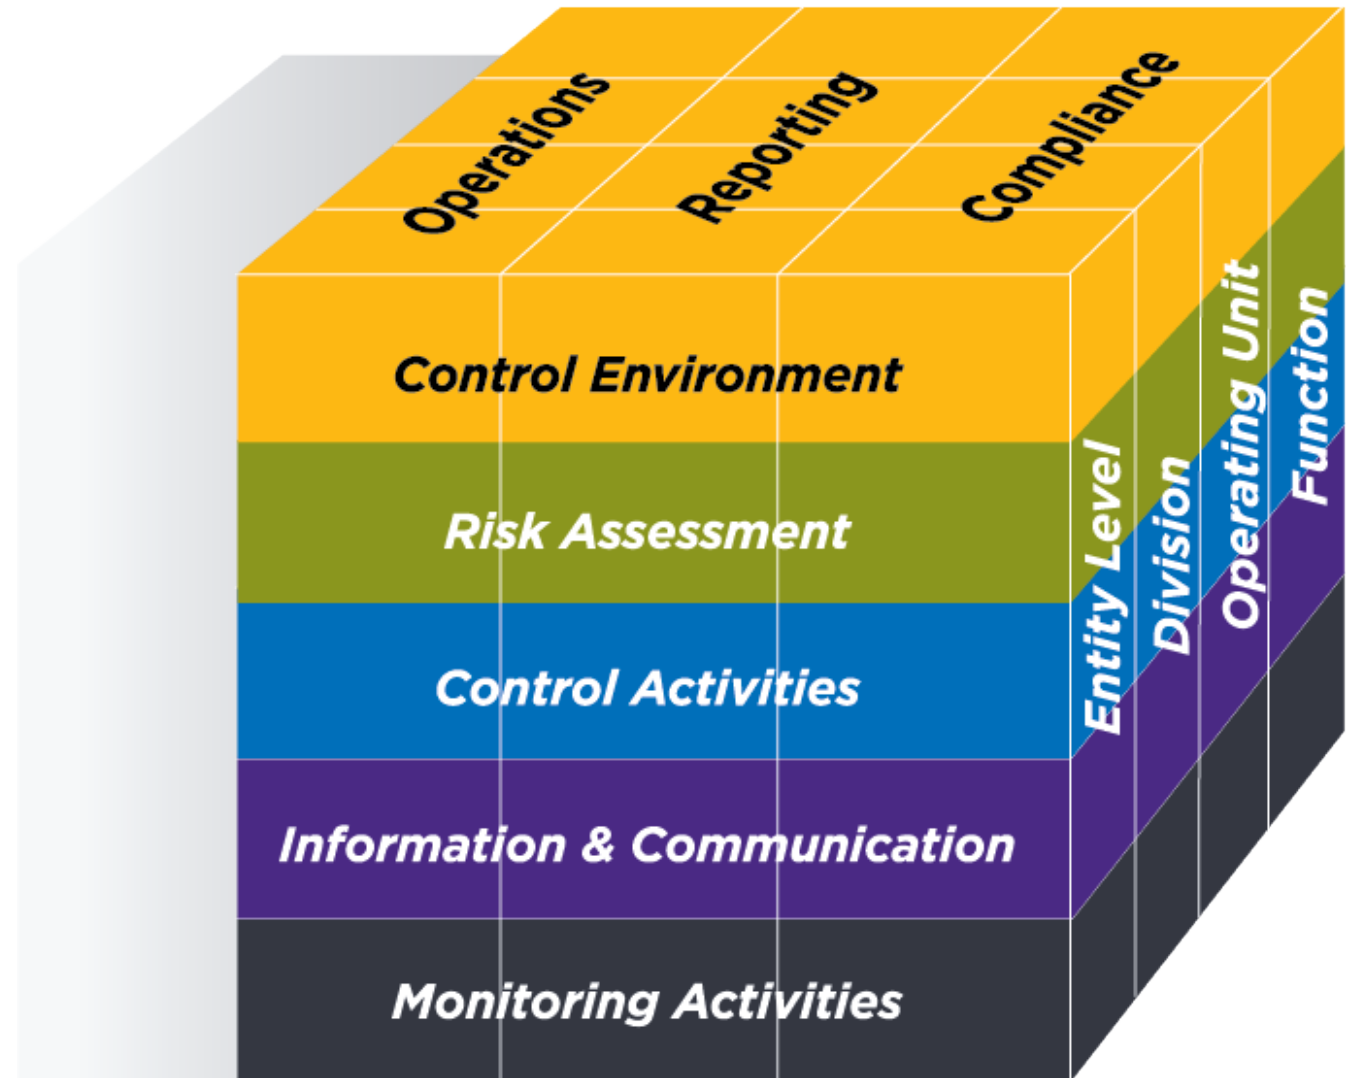 Operations
Reporting
Compliance
Control Environment
Risk Assessment
Control Activities
Information & Communication
Monitoring Activities
Entity Level
Division
Operating Unit
Function